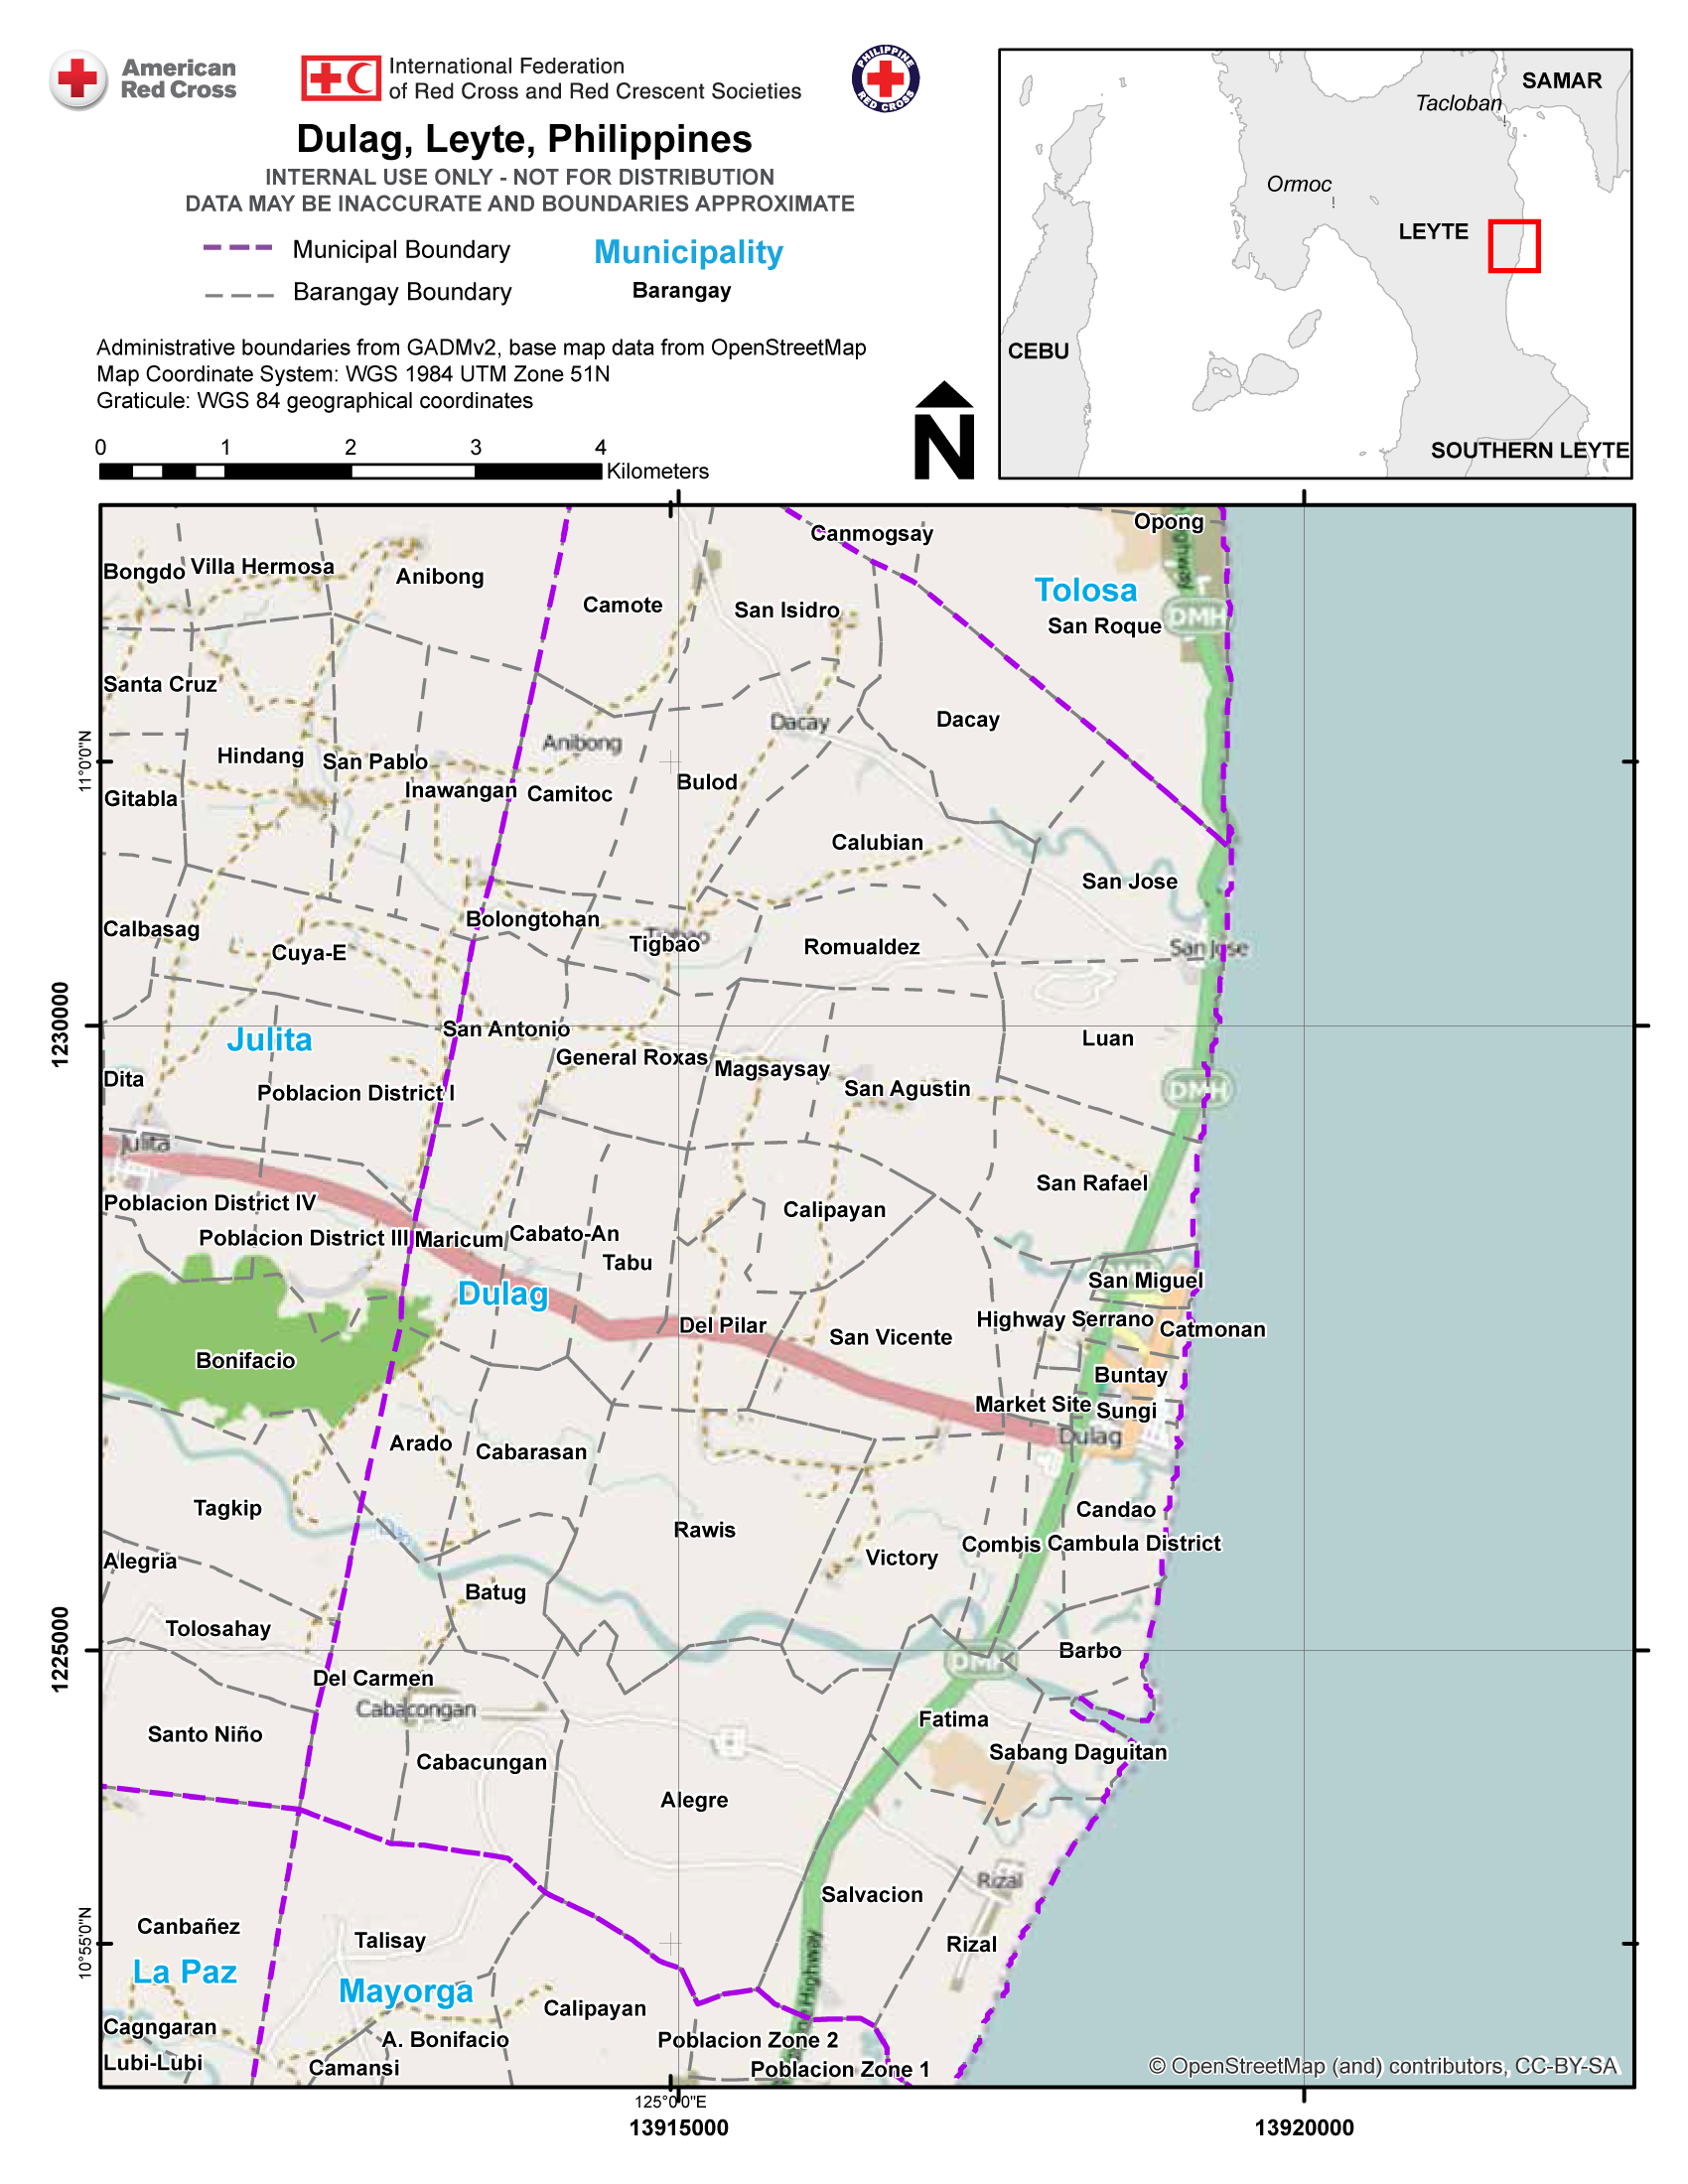 American
Red Cross
International Federation
of Red Cross and Red Crescent Societies
PHILIPPINE
RED CROSS
Dulag, Leyte, Philippines
INTERNAL USE ONLY - NOT FOR DISTRIBUTION
DATA MAY BE INACCURATE AND BOUNDARIES APPROXIMATE
Municipal Boundary
Municipality
Barangay Boundary
Barangay
Administrative boundaries from GADMv2, base map data from OpenStreetMap
Map Coordinate System: WGS 1984 UTM Zone 51N
Graticule: WGS 84 geographical coordinates
0 1 2 3 4
Kilometers
N
SAMAR
Tacloban
Ormoc
LEYTE
CEBU
SOUTHERN LEYTE
Opong
Canmogsay
Bongdo
Villa Hermosa
Anibong
Camote
San Isidro
Tolosa
San Roque
DMH
Santa Cruz
Dacay
Dacay
Anibong
Hindang
San Pablo
Inawangan
Camitoc
Bulod
Gitabla
11°0'0"N
Calubian
San Jose
Calbasag
Bolongtohan
Tigbao
Romualdez
San Jose
Cuya-E
1230000
Julita
San Antonio
General Roxas
Magsaysay
Luan
Dita
Poblacion District I
San Agustin
DMH
Julita
San Rafael
Poblacion District IV
Poblacion District III
Maricum
Cabato-An
Calipayan
Tabu
San Miguel
Dulag
Del Pilar
San Vicente
Highway
Serrano
Catmonan
Bonifacio
Buntay
Market Site
Sungi
Dulag
Arado
Cabarasan
Tagkip
Rawis
Candao
Alegria
Victory
Combis
Cambula District
Batug
1225000
Tolosahay
Barbo
DMH
Del Carmen
Cabacongan
Santo Niño
Fatima
Sabang Daguitan
Cabacungan
Alegre
Rizal
Salvacion
Canbañez
Talisay
Rizal
10°55'0"N
La Paz
Mayorga
Highway
Calipayan
Cagngaran
A. Bonifacio
Poblacion Zone 2
Lubi-Lubi
Camansi
Poblacion Zone 1
© OpenStreetMap (and) contributors, CC-BY-SA
125°0'0"E
13915000
13920000